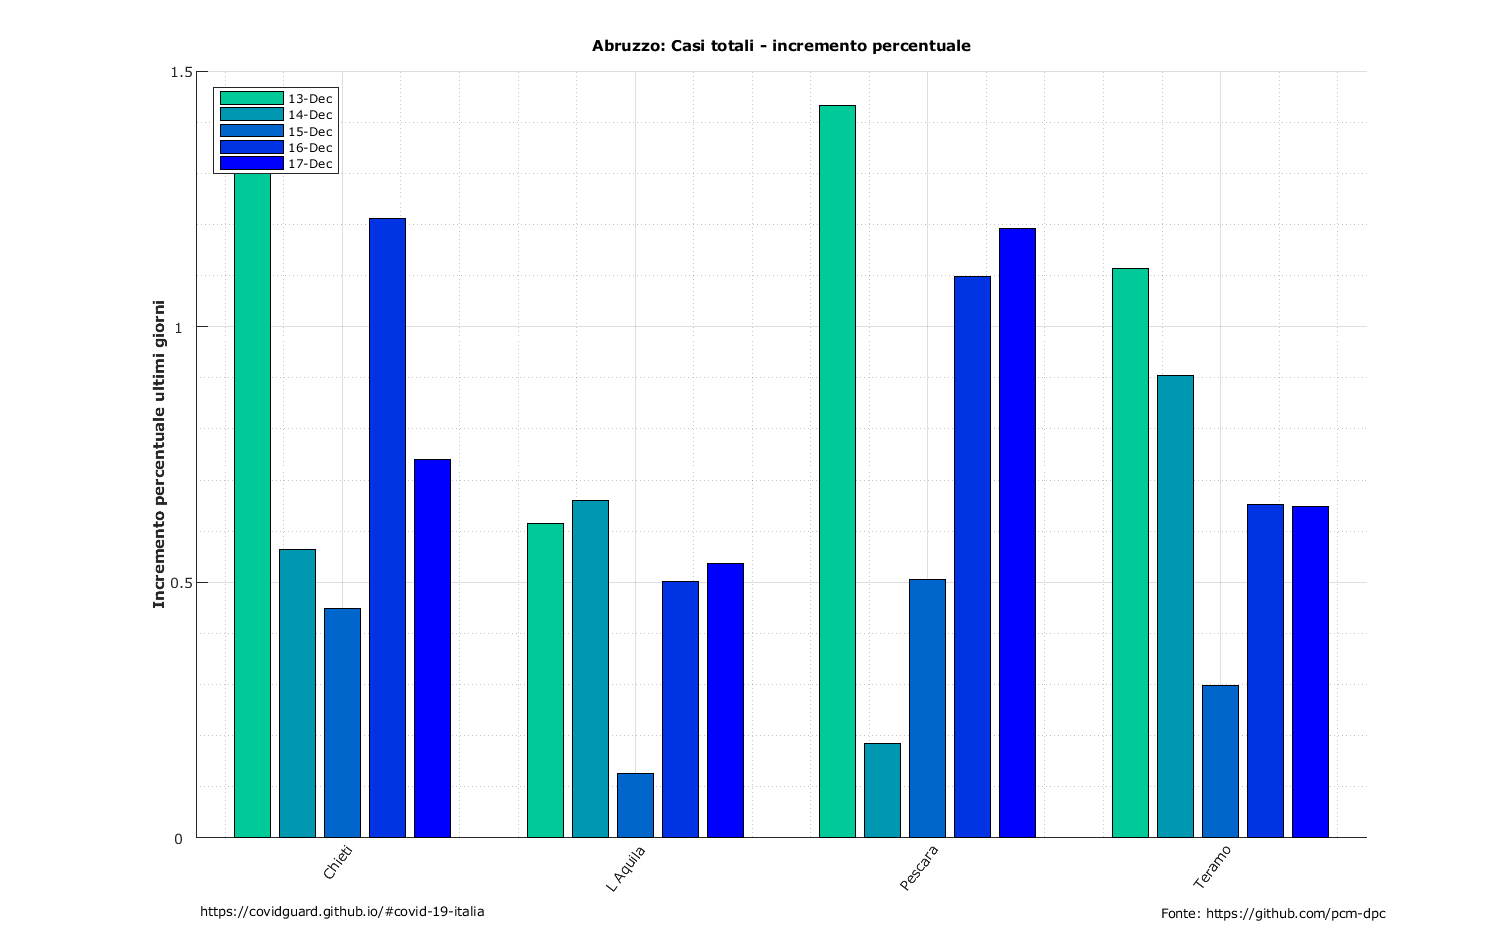 Abruzzo: Casi totali - incremento percentuale
1.5
13-Dec
14-Dec
15-Dec
16-Dec
17-Dec
1
0.5
0
Incremento percentuale ultimi giorni
Chieti
L Aquila
Pescara
Teramo
https://covidguard.github.io/#covid-19-italia
Fonte: https://github.com/pcm-dpc